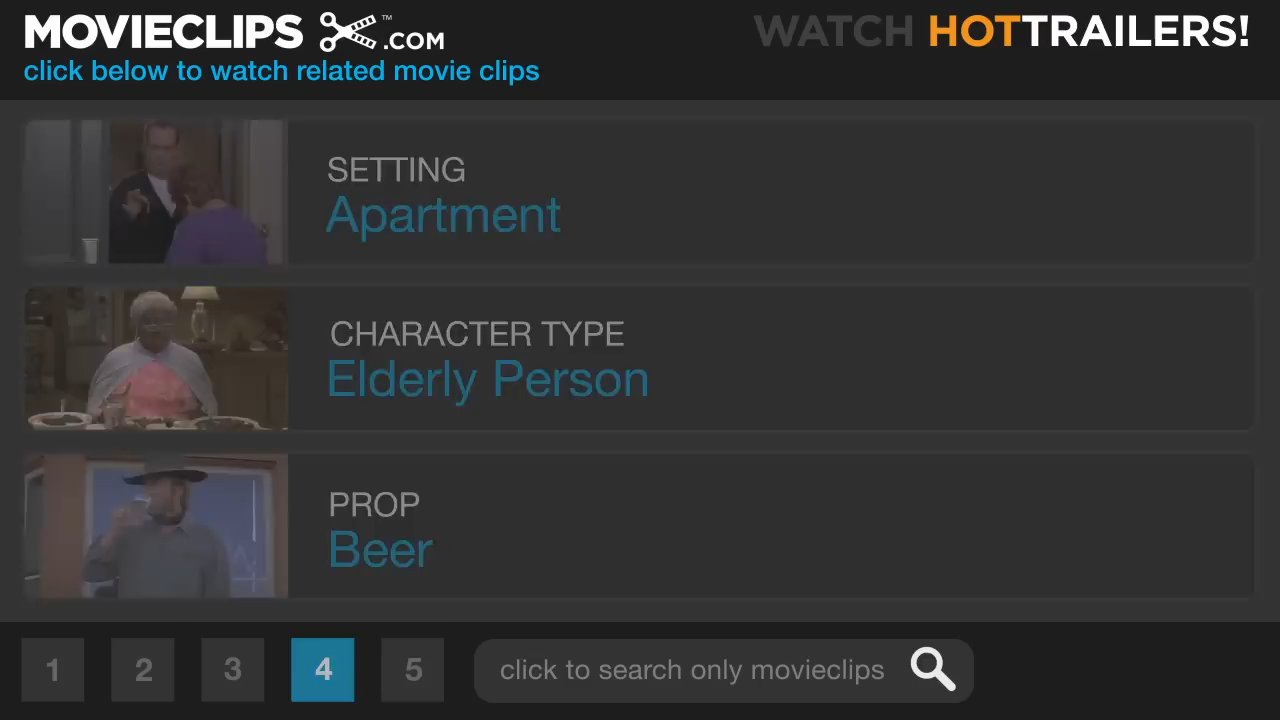 MOVIECLIPS ™.COM
WATCH HOTTRAILERS!
click below to watch related movie clips
SETTING
Apartment
CHARACTER TYPE
Elderly Person
PROP
Beer
1 2 3 4 5
click to search only movieclips